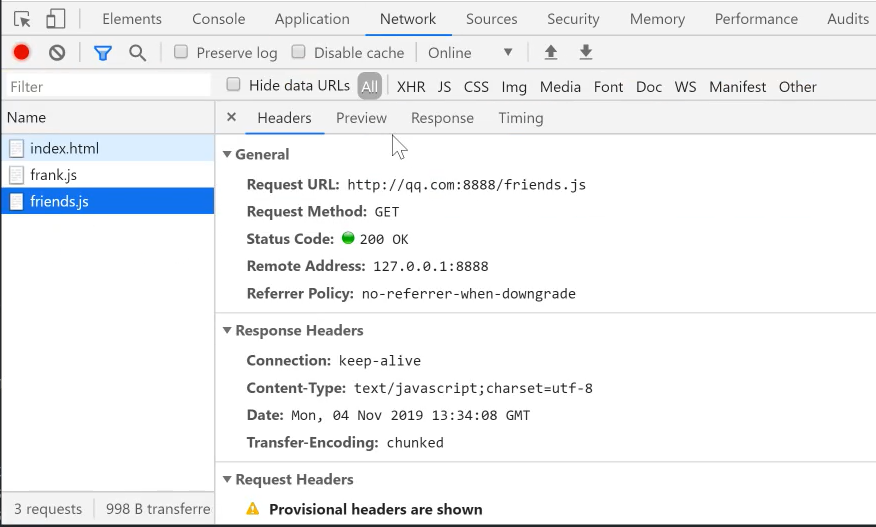 Elements Console Application Network Sources Security Memory Performance Audits
Preserve log Disable cache Online
Filter Hide data URLs All XHR JS CSS Img Media Font Doc WS Manifest Other
Name × Headers Preview Response Timing
index.html
frank.js
friends.js
General
Request URL: http://qq.com:8888/friends.js
Request Method: GET
Status Code: 200 OK
Remote Address: 127.0.0.1:8888
Referrer Policy: no-referrer-when-downgrade
Response Headers
Connection: keep-alive
Content-Type: text/javascript;charset=utf-8
Date: Mon, 04 Nov 2019 13:34:08 GMT
Transfer-Encoding: chunked
Request Headers
Provisional headers are shown
3 requests 998 B transferre